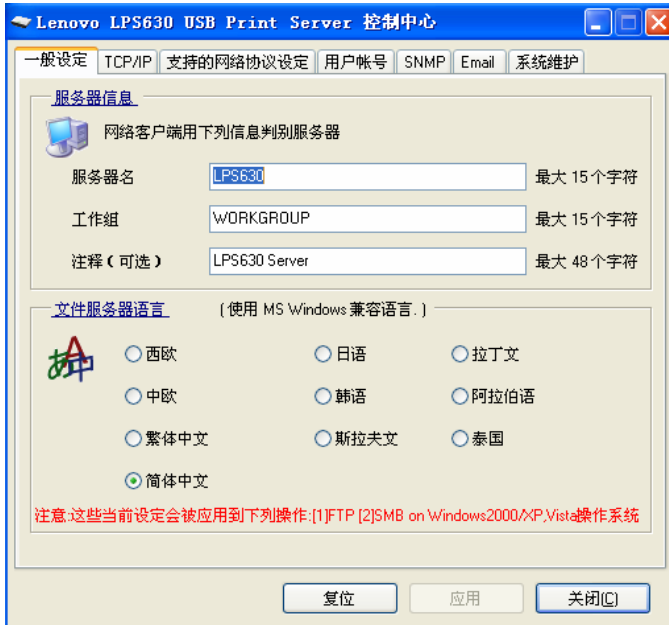 Lenovo LPS630 USB Print Server 控制中心
一般设定 TCP/IP 支持的网络协议设定 用户帐号 SNMP Email 系统维护
服务器信息
网络客户端用下列信息判别服务器
服务器名 LPS630 最大 15个字符
工作组 WORKGROUP 最大 15个字符
注释(可选) LPS630 Server 最大 48个字符
文件服务器语言 (使用 MS Windows 兼容语言.)
西欧 日语 拉丁文
中欧 韩语 阿拉伯语
繁体中文 斯拉夫文 泰国
简体中文
注意:这些当前设定会被应用到下列操作:[1]FTP [2]SMB on Windows2000/XP,Vista操作系统
复位 应用 关闭(C)